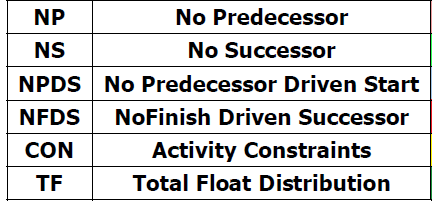 NP No Predecessor
NS No Successor
NPDS No Predecessor Driven Start
NFDS NoFinish Driven Successor
CON Activity Constraints
TF Total Float Distribution